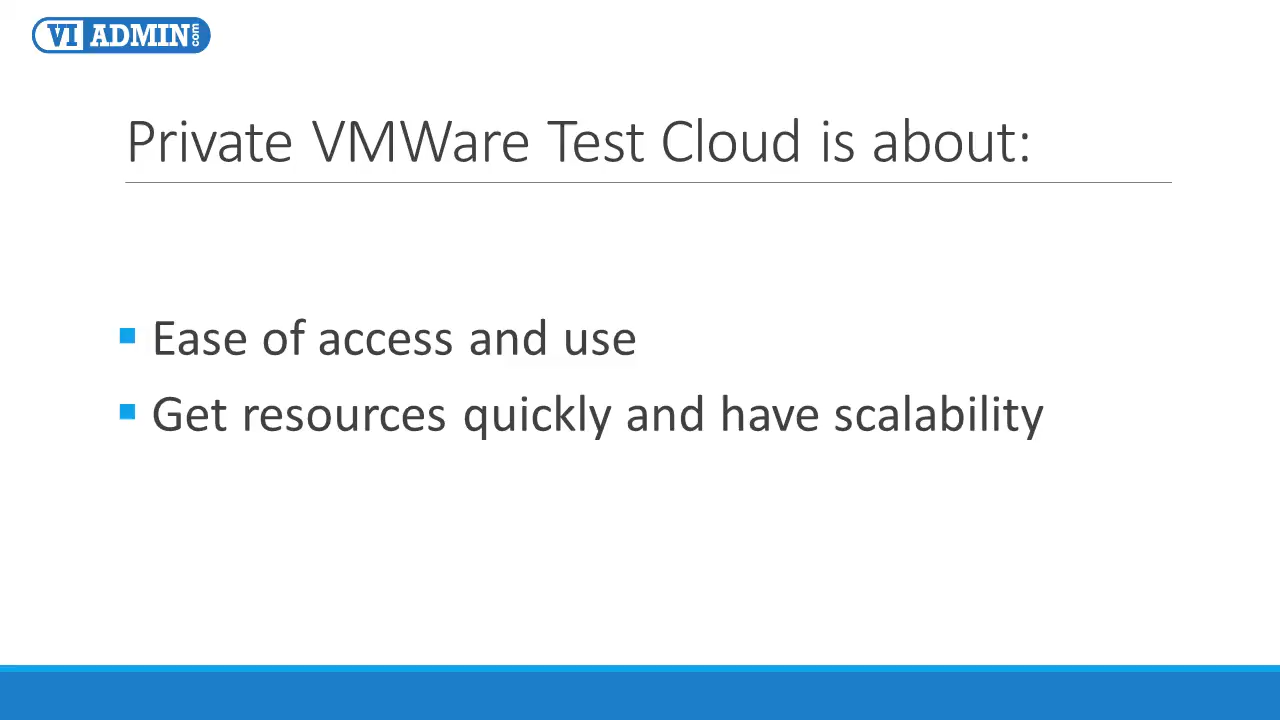 VI ADMIN com
Private VMWare Test Cloud is about:
Ease of access and use
Get resources quickly and have scalability